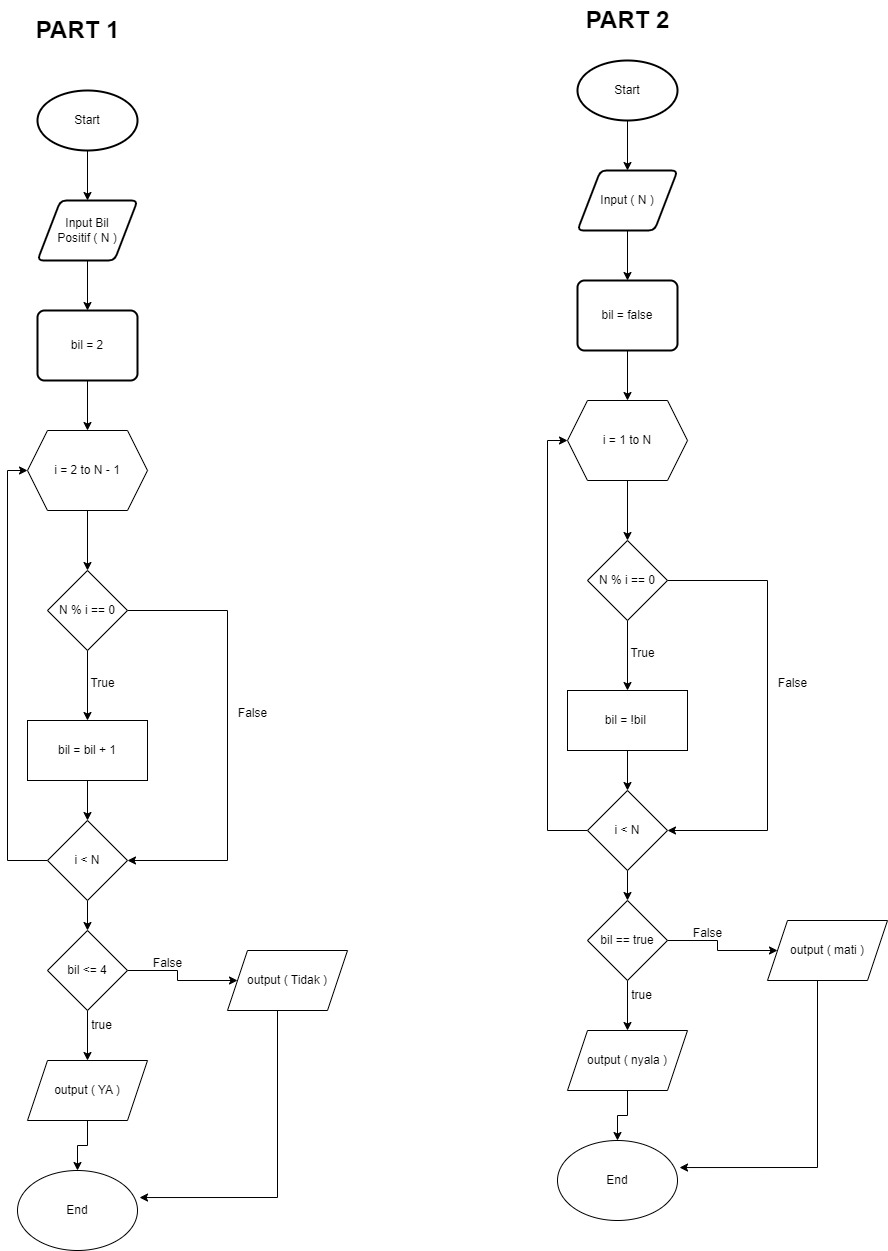 PART 1
Start
Input Bil
Positif ( N )
bil = 2
i = 2 to N - 1
N % i == 0
True
False
bil = bil + 1
i < N
bil <= 4
False
output ( Tidak )
true
output ( YA )
End
PART 2
Start
Input ( N )
bil = false
i = 1 to N
N % i == 0
True
False
bil = !bil
i < N
bil == true
False
output ( mati )
true
output ( nyala )
End